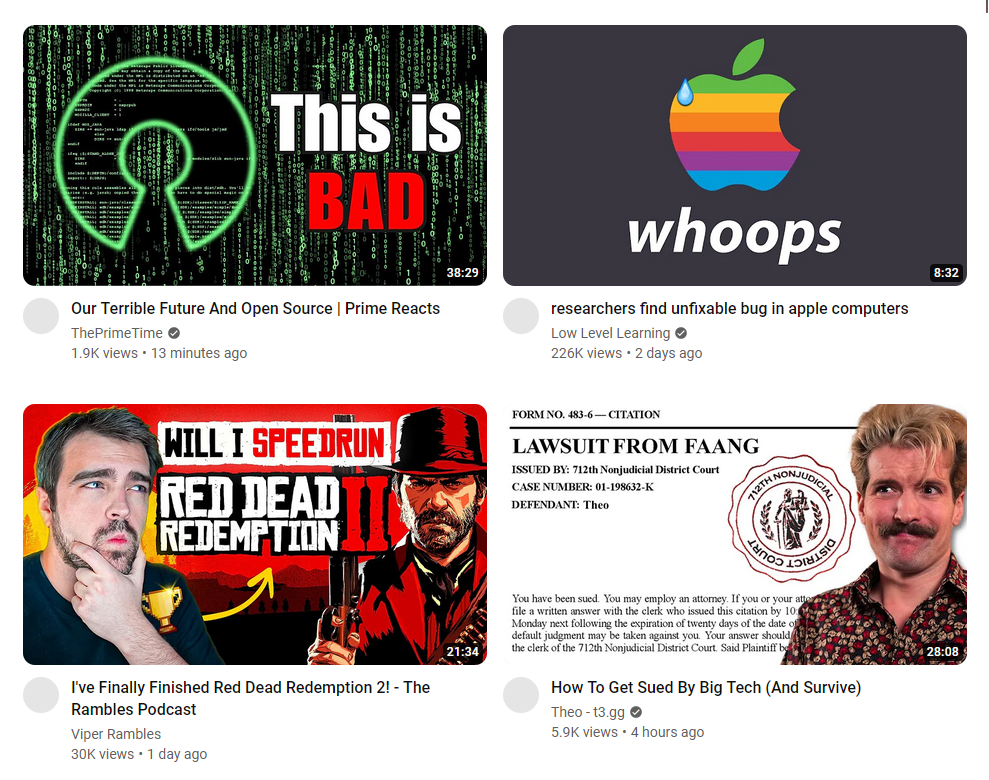 This is
BAD
38:29
Our Terrible Future And Open Source | Prime Reacts
ThePrimeTime
1.9K views • 13 minutes ago
whoops
8:32
researchers find unfixable bug in apple computers
Low Level Learning
226K views • 2 days ago
WILL I SPEEDRUN
RED DEAD
REDEMPTION II
21:34
I've Finally Finished Red Dead Redemption 2! - The
Rambles Podcast
Viper Rambles
30K views • 1 day ago
FORM NO. 483-6 — CITATION
LAWSUIT FROM FAANG
ISSUED BY: 712th Nonjudicial District Court
CASE NUMBER: 01-198632-K
DEFENDANT: Theo
712TH NONJUDICIAL
DISTRICT COURT
You have been sued. You may employ an attorney. If you or your
file a written answer with the clerk who issued this citation by
Monday next following the expiration of twenty days of the date of
default judgment may be taken against you. Your answer should
the clerk of the 712th Nonjudicial District Court. Said Plaintiff
28:08
How To Get Sued By Big Tech (And Survive)
Theo - t3.gg
5.9K views • 4 hours ago